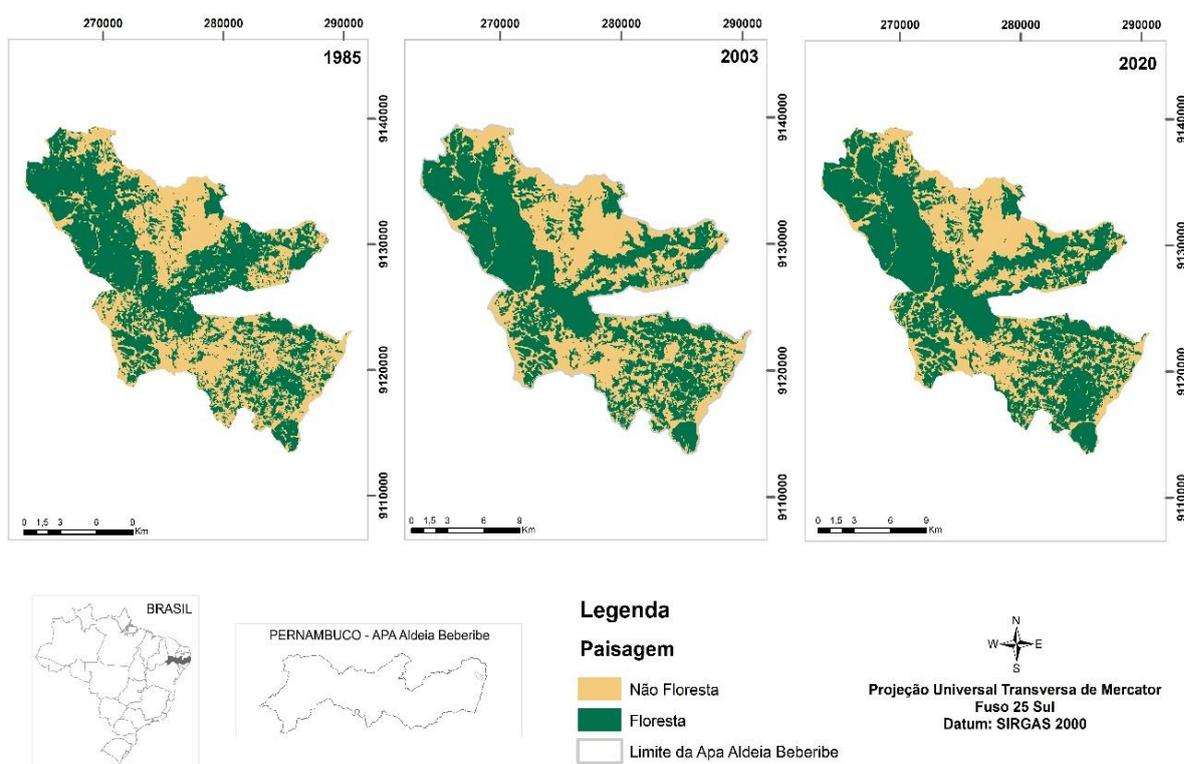 270000 280000 290000
1985
9140000
9130000
9120000
9110000
0 1,5 3 6 9
Km
270000 280000 290000
2003
9140000
9130000
9120000
9110000
0 1,5 3 6 9
Km
270000 280000 290000
2020
9140000
9130000
9120000
9110000
0 1,5 3 6 9
Km
BRASIL
PERNAMBUCO - APA Aldeia Beberibe
Legenda
Paisagem
Não Floresta
Floresta
Limite da Apa Aldeia Beberibe
N
W E
S
Projeção Universal Transversa de Mercator
Fuso 25 Sul
Datum: SIRGAS 2000